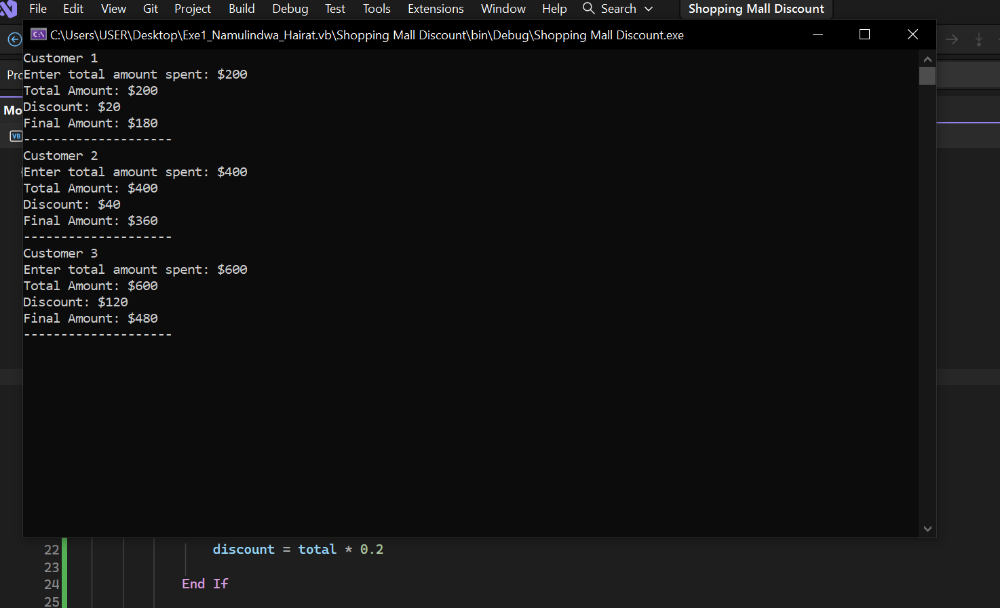 File Edit View Git Project Build Debug Test Tools Extensions Window Help Search Shopping Mall Discount
C:\Users\USER\Desktop\Exe1_Namulindwa_Hairat.vb\Shopping Mall Discount\bin\Debug\Shopping Mall Discount.exe
Customer 1
Enter total amount spent: $200
Total Amount: $200
Discount: $20
Final Amount: $180
--------------------
Customer 2
Enter total amount spent: $400
Total Amount: $400
Discount: $40
Final Amount: $360
--------------------
Customer 3
Enter total amount spent: $600
Total Amount: $600
Discount: $120
Final Amount: $480
--------------------
Pro
Mo
VB
22 discount = total * 0.2
23
24 End If
25